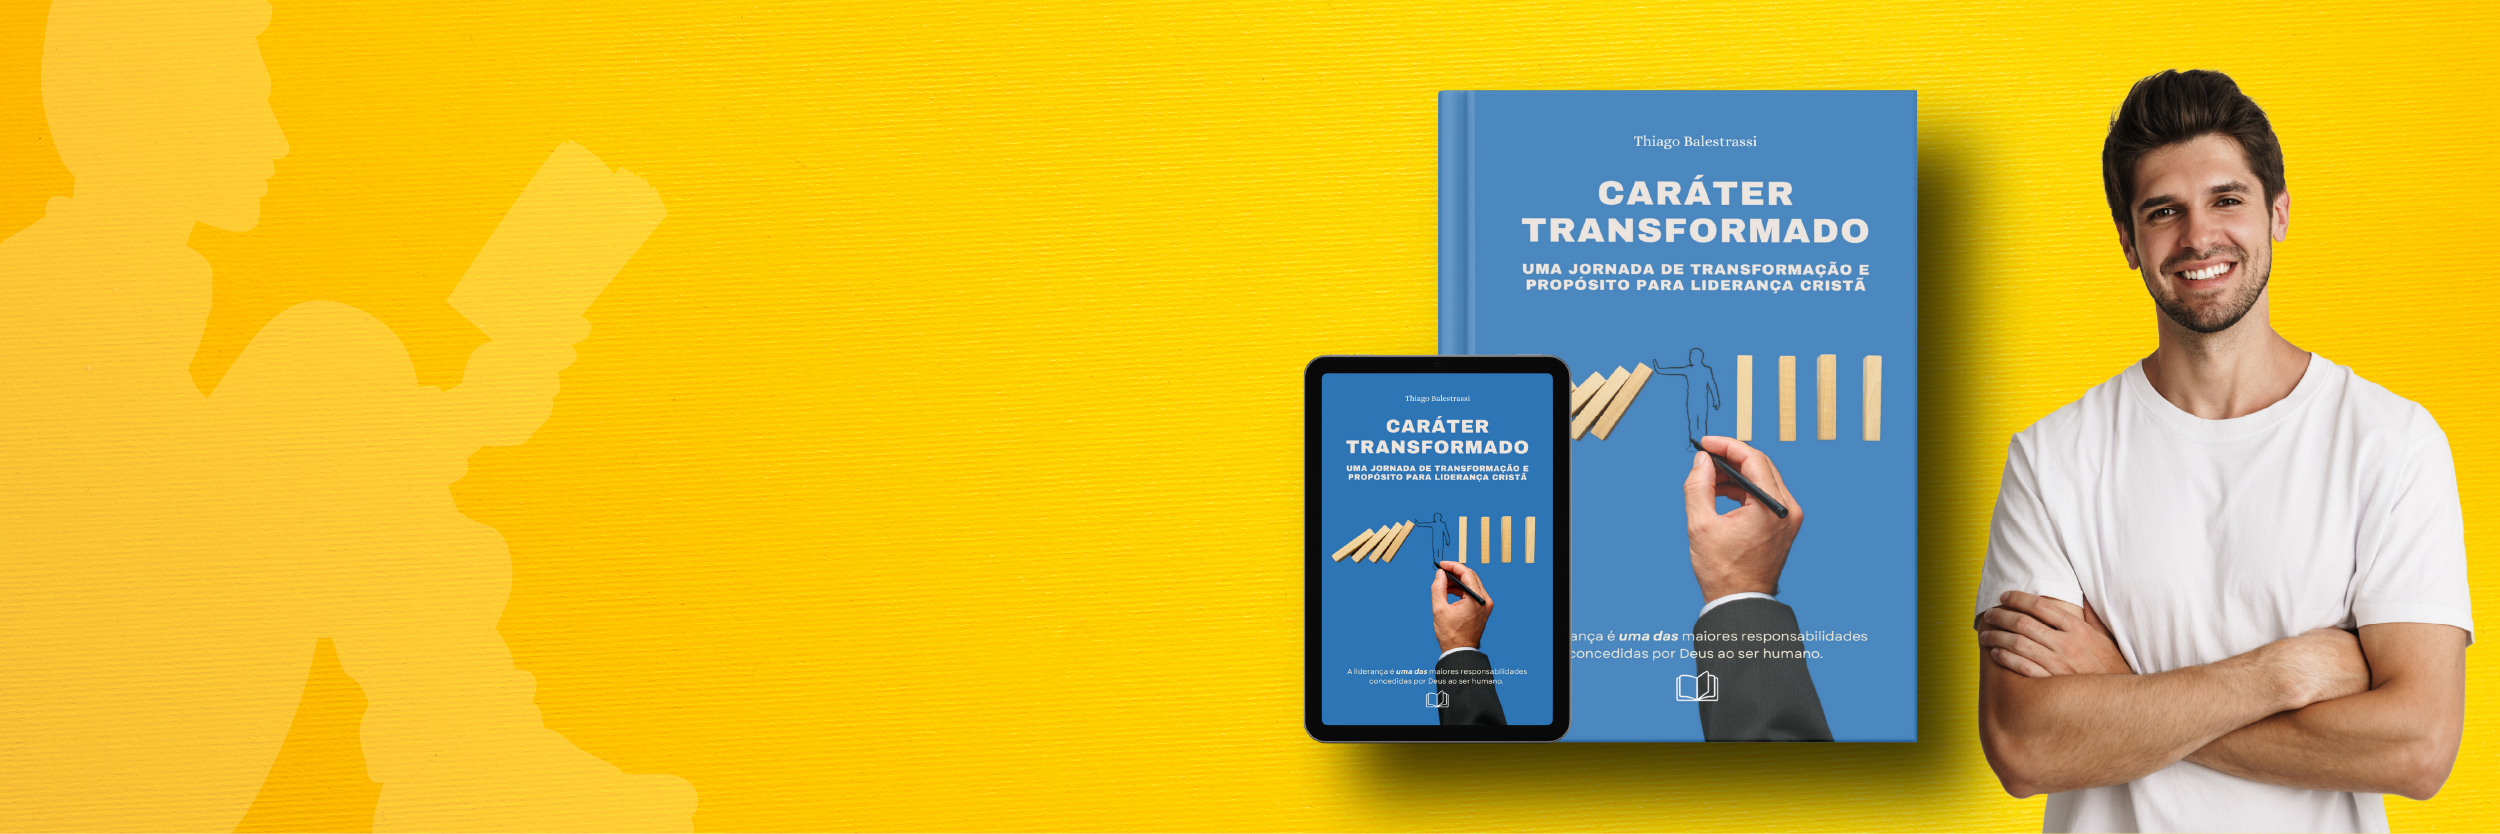 Thiago Balestrassi
CARÁTER
TRANSFORMADO
UMA JORNADA DE TRANSFORMAÇÃO E
PROPÓSITO PARA LIDERANÇA CRISTÃ
ança é uma das maiores responsabilidades
concedidas por Deus ao ser humano.
Thiago Balestrassi
CARÁTER
TRANSFORMADO
UMA JORNADA DE TRANSFORMAÇÃO E
PROPÓSITO PARA LIDERANÇA CRISTÃ
A liderança é uma das maiores responsabilidades
concedidas por Deus ao ser humano.